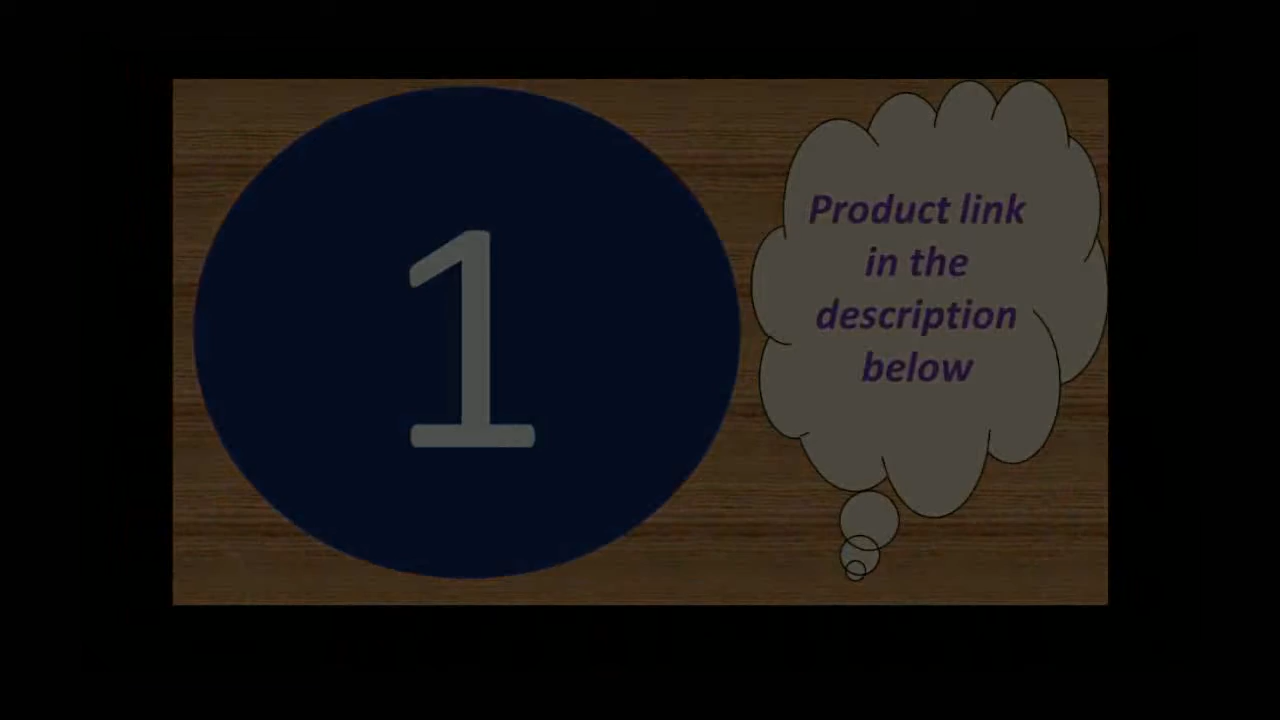 1
Product link
in the
description
below